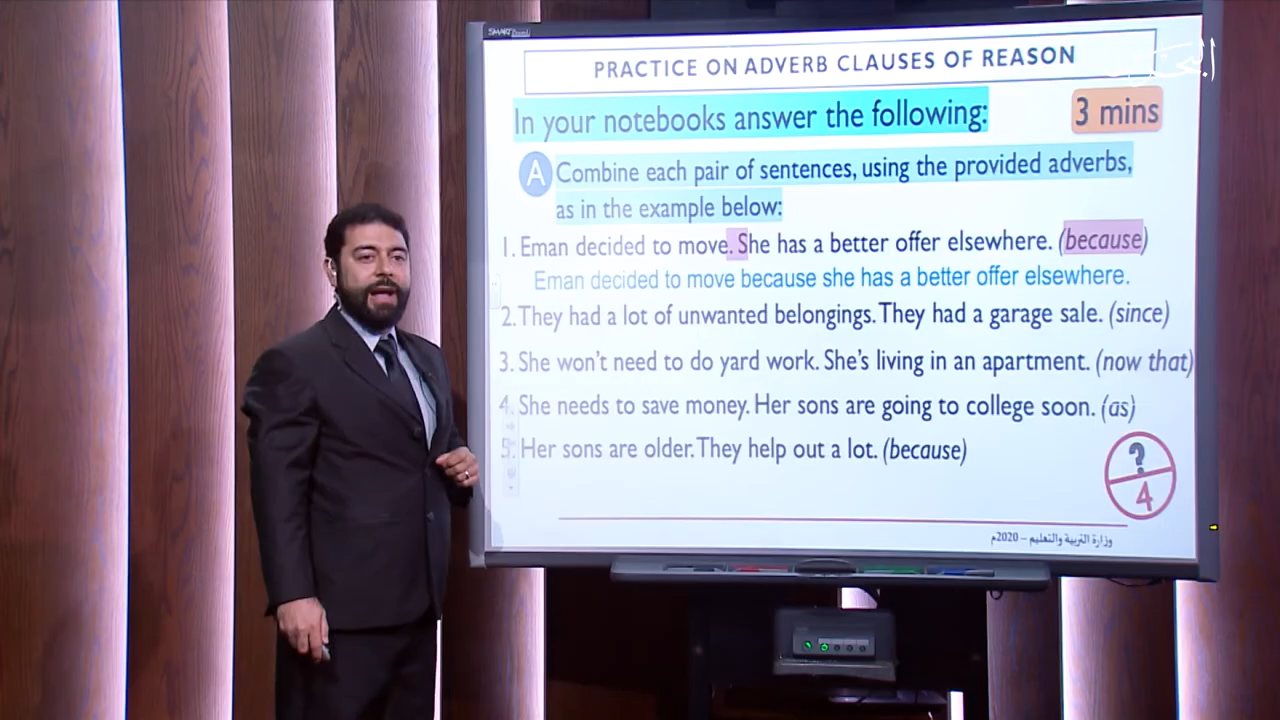 SMART Board
البحرين
PRACTICE ON ADVERB CLAUSES OF REASON
In your notebooks answer the following:
3 mins
A Combine each pair of sentences, using the provided adverbs,
as in the example below:
1. Eman decided to move. She has a better offer elsewhere. (because)
Eman decided to move because she has a better offer elsewhere.
2. They had a lot of unwanted belongings. They had a garage sale. (since)
3. She won't need to do yard work. She's living in an apartment. (now that)
4. She needs to save money. Her sons are going to college soon. (as)
5. Her sons are older. They help out a lot. (because)
?
4
وزارة التربية والتعليم – 2020م